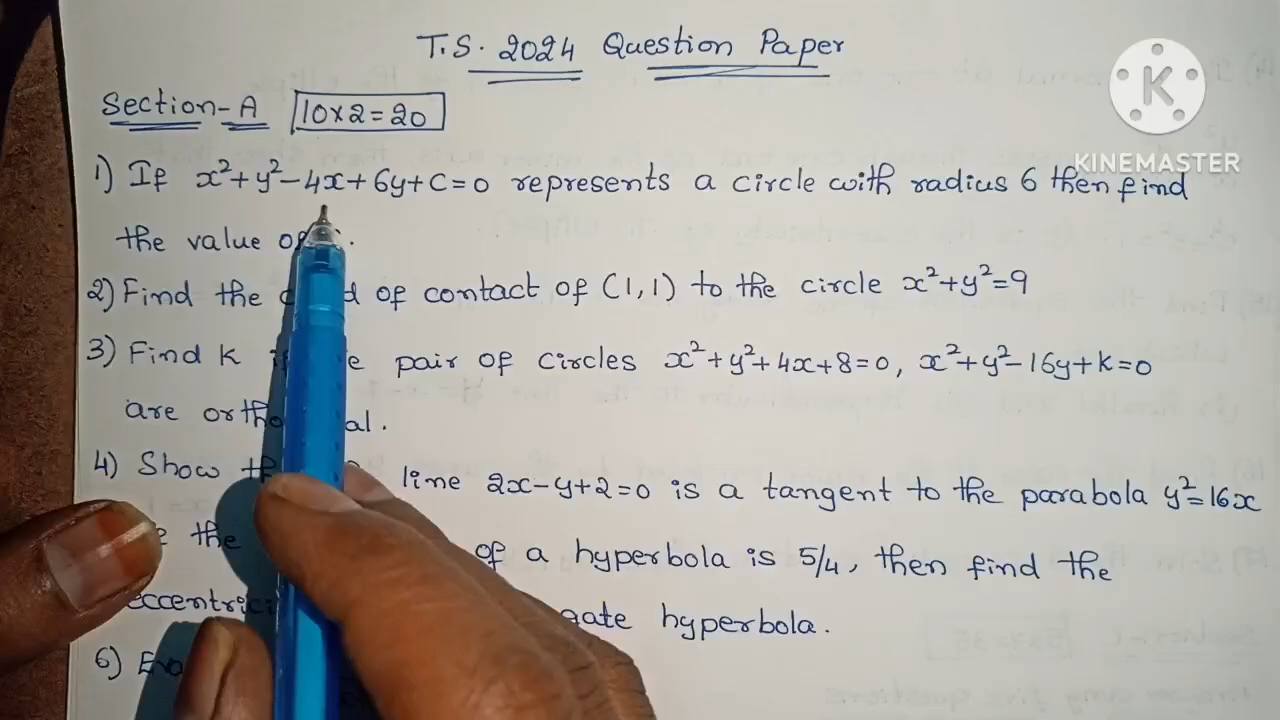 T.S. 2024 Question Paper
K
KINEMASTER
Section-A 10×2=20
1) If x²+y²-4x+6y+c=0 represents a circle with radius 6 then find
the value of
2) Find the of contact of (1,1) to the circle x²+y²=9
3) Find K pair of circles x²+y²+4x+8=0, x²+y²-16y+k=0
are
4) Show line 2x-y+2=0 is a tangent to the parabola y²=16x
the of a hyperbola is 5/4, then find the
hyperbola.
6)